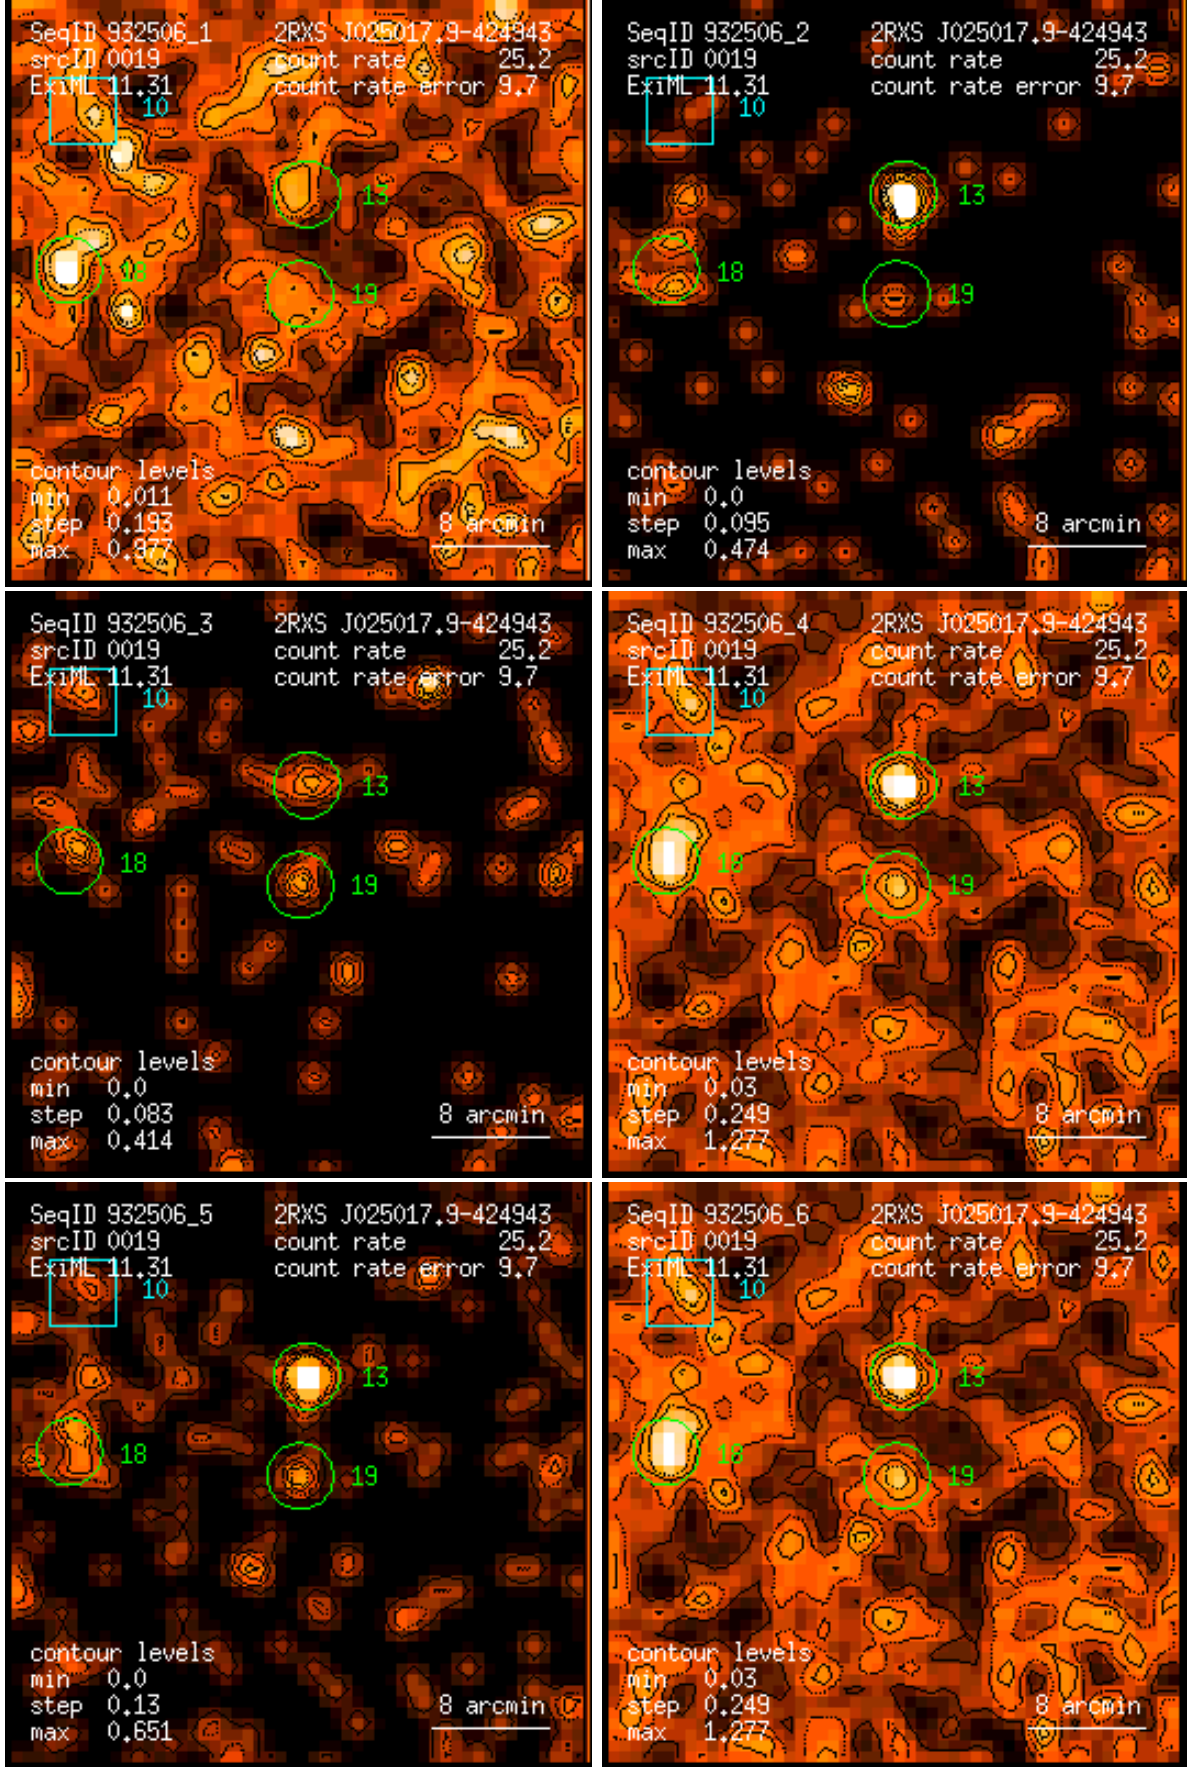 SeqID 932506_1 2RXS J025017.9-424943
srcID 0019 count rate 25.2
ExiML 11.31 count rate error 9.7
10
13
18
19
contour levels
min 0.011
step 0.193
max 0.977
8 arcmin
SeqID 932506_2 2RXS J025017.9-424943
srcID 0019 count rate 25.2
ExiML 11.31 count rate error 9.7
10
13
18
19
contour levels
min 0.0
step 0.095
max 0.474
8 arcmin
SeqID 932506_3 2RXS J025017.9-424943
srcID 0019 count rate 25.2
ExiML 11.31 count rate error 9.7
10
13
18
19
contour levels
min 0.0
step 0.083
max 0.414
8 arcmin
SeqID 932506_4 2RXS J025017.9-424943
srcID 0019 count rate 25.2
ExiML 11.31 count rate error 9.7
10
13
18
19
contour levels
min 0.03
step 0.249
max 1.277
8 arcmin
SeqID 932506_5 2RXS J025017.9-424943
srcID 0019 count rate 25.2
ExiML 11.31 count rate error 9.7
10
13
18
19
contour levels
min 0.0
step 0.13
max 0.651
8 arcmin
SeqID 932506_6 2RXS J025017.9-424943
srcID 0019 count rate 25.2
ExiML 11.31 count rate error 9.7
10
13
18
19
contour levels
min 0.03
step 0.249
max 1.277
8 arcmin